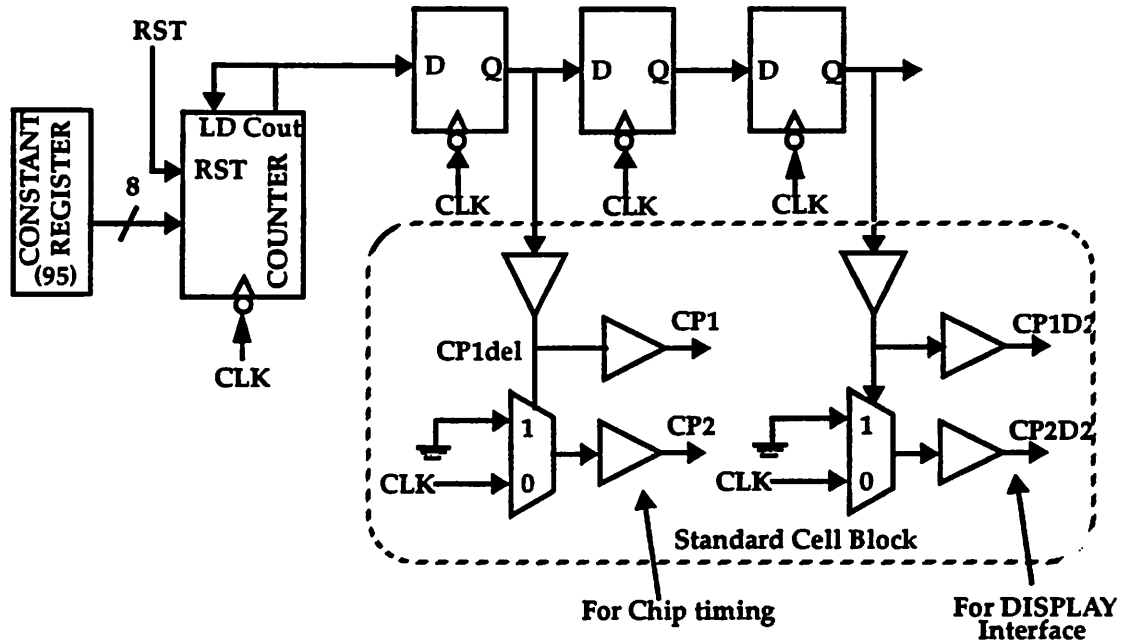 RST
D Q
D Q
D Q
LD Cout
RST
COUNTER
CONSTANT
REGISTER
(95)
8
CLK
CLK
CLK
CLK
CP1del
CP1
CP1D2
1
0
CLK
CP2
1
0
CLK
CP2D2
Standard Cell Block
For Chip timing
For DISPLAY
Interface